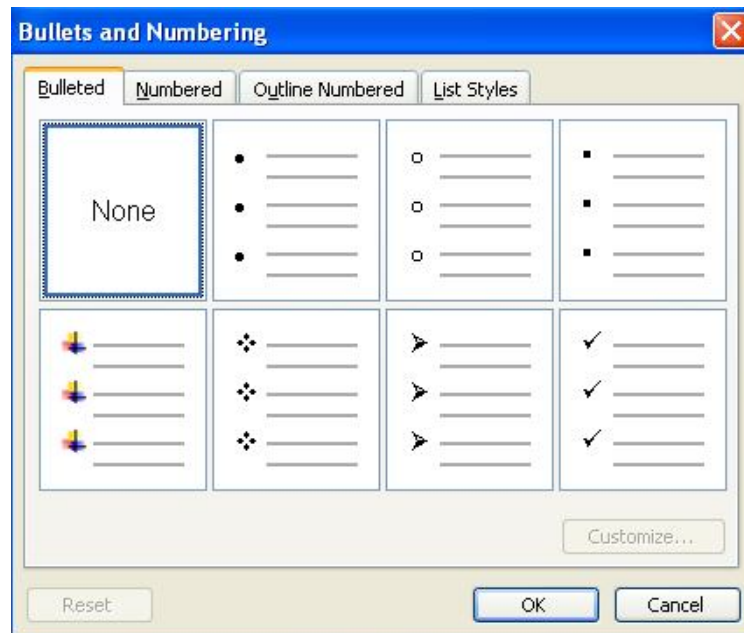 Bullets and Numbering
Bulleted Numbered Outline Numbered List Styles
None
Customize...
Reset OK Cancel